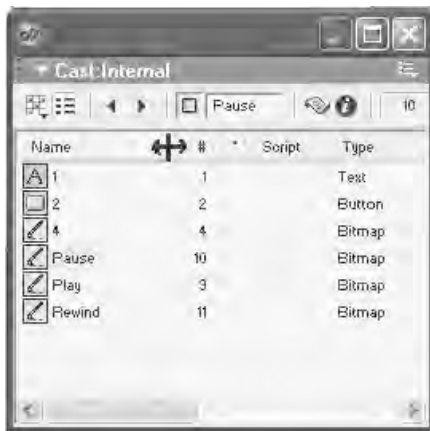 Cast:Internal
Pause 10
Name # * Script Type
A 1 1 Text
2 2 Button
4 4 Bitmap
Pause 10 Bitmap
Play 9 Bitmap
Rewind 11 Bitmap